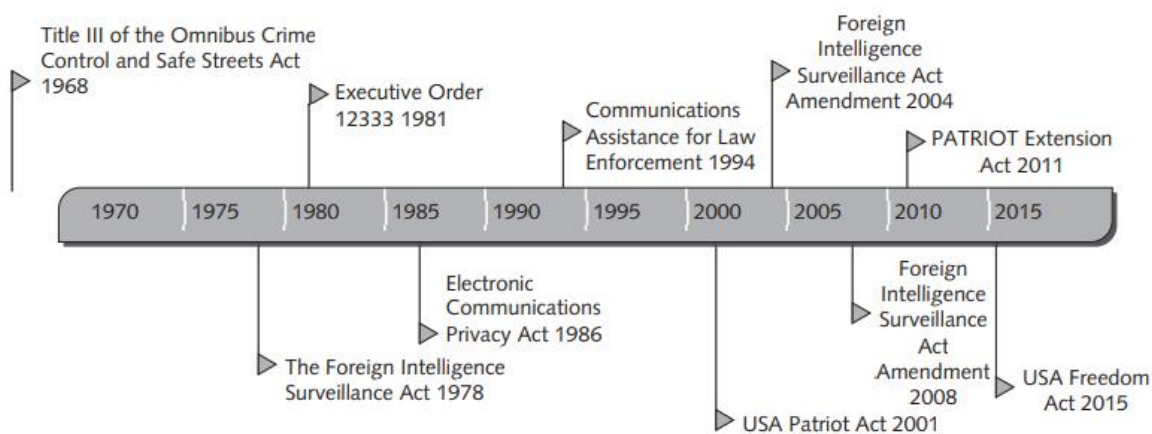 Title III of the Omnibus Crime
Control and Safe Streets Act
1968
Executive Order
12333 1981
Communications
Assistance for Law
Enforcement 1994
Foreign
Intelligence
Surveillance Act
Amendment 2004
PATRIOT Extension
Act 2011
1970 1975 1980 1985 1990 1995 2000 2005 2010 2015
The Foreign Intelligence
Surveillance Act 1978
Electronic
Communications
Privacy Act 1986
USA Patriot Act 2001
Foreign
Intelligence
Surveillance
Act
Amendment
2008
USA Freedom
Act 2015